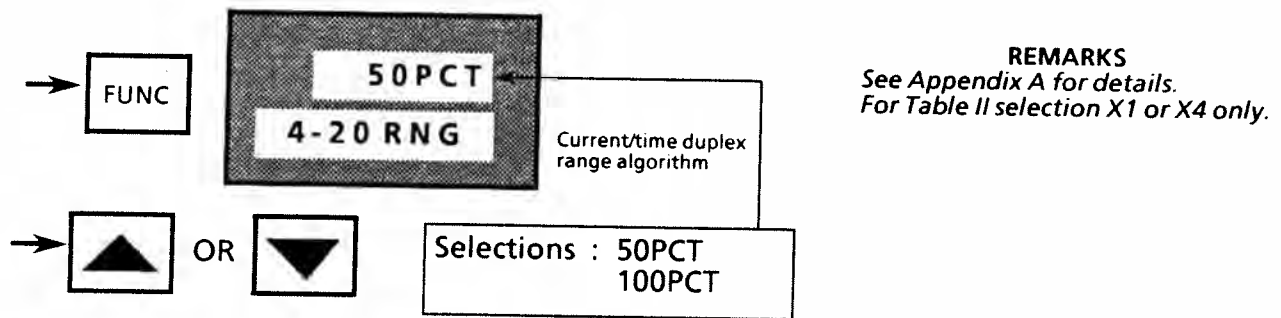 FUNC
50PCT
4-20 RNG
Current/time duplex
range algorithm
REMARKS
See Appendix A for details.
For Table II selection X1 or X4 only.
OR
Selections : 50PCT
100PCT